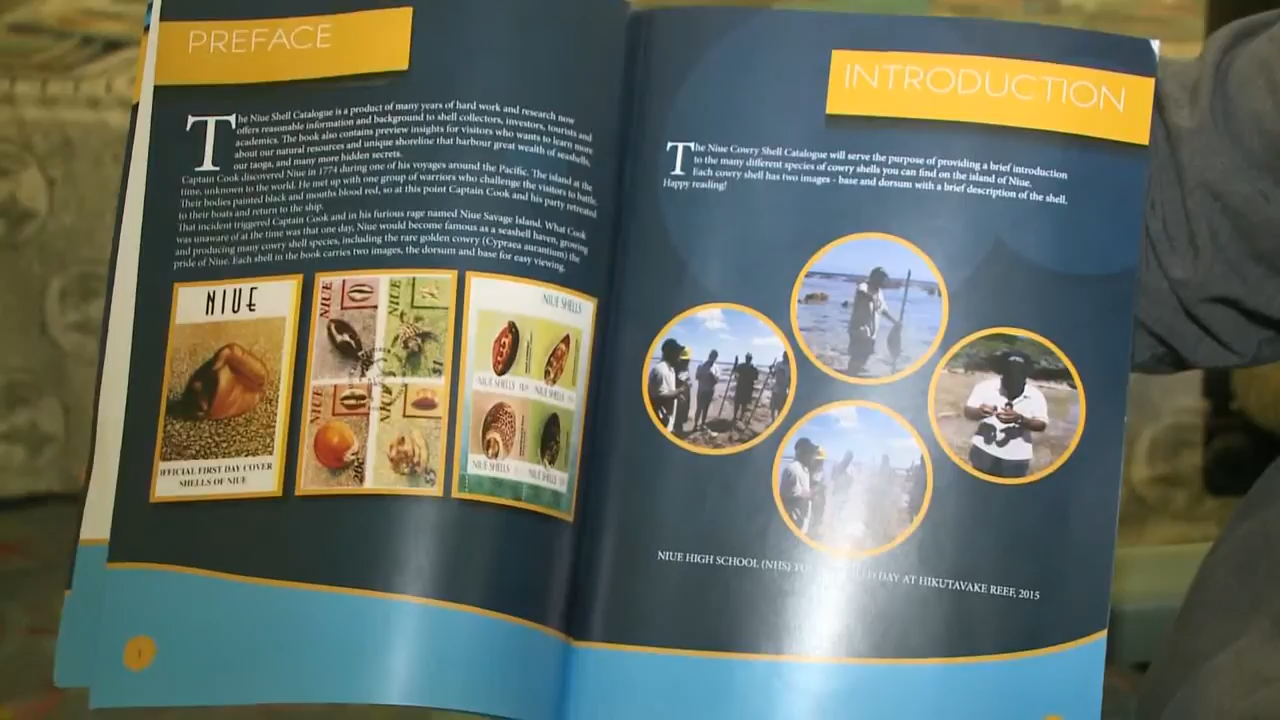 PREFACE
The Niue Shell Catalogue is a product of many years of hard work and research now
offers reasonable information and background to shell collectors, investors, tourists and
academics. The book also contains preview insights for visitors who wants to learn more
about our natural resources and unique shoreline that harbour great wealth of seashells,
our taoga, and many more hidden secrets.
Captain Cook discovered Niue in 1774 during one of his voyages around the Pacific. The island at the
time, unknown to the world. He met up with one group of warriors who challenge the visitors to battle.
Their bodies painted black and mouths blood red, so at this point Captain Cook and his party retreated
to their boats and return to the ship.
That incident triggered Captain Cook and in his furious rage named Niue Savage Island. What Cook
was unaware of at the time was that one day, Niue would become famous as a seashell haven, growing
and producing many cowry shell species, including the rare golden cowry (Cypraea aurantium) the
pride of Niue. Each shell in the book carries two images, the dorsum and base for easy viewing.
NIUE
OFFICIAL FIRST DAY COVER
SHELLS OF NIUE
NIUE
NIUE
NIUE
NIUE
NIUE SHELLS
NIUE SHELLS
NIUE SHELLS
NIUE SHELLS
NIUE SHELLS
1
INTRODUCTION
The Niue Cowry Shell Catalogue will serve the purpose of providing a brief introduction
to the many different species of cowry shells you can find on the island of Niue.
Each cowry shell has two images - base and dorsum with a brief description of the shell.
Happy reading!
NIUE HIGH SCHOOL (NHS) DAY AT HIKUTAVAKE REEF, 2015